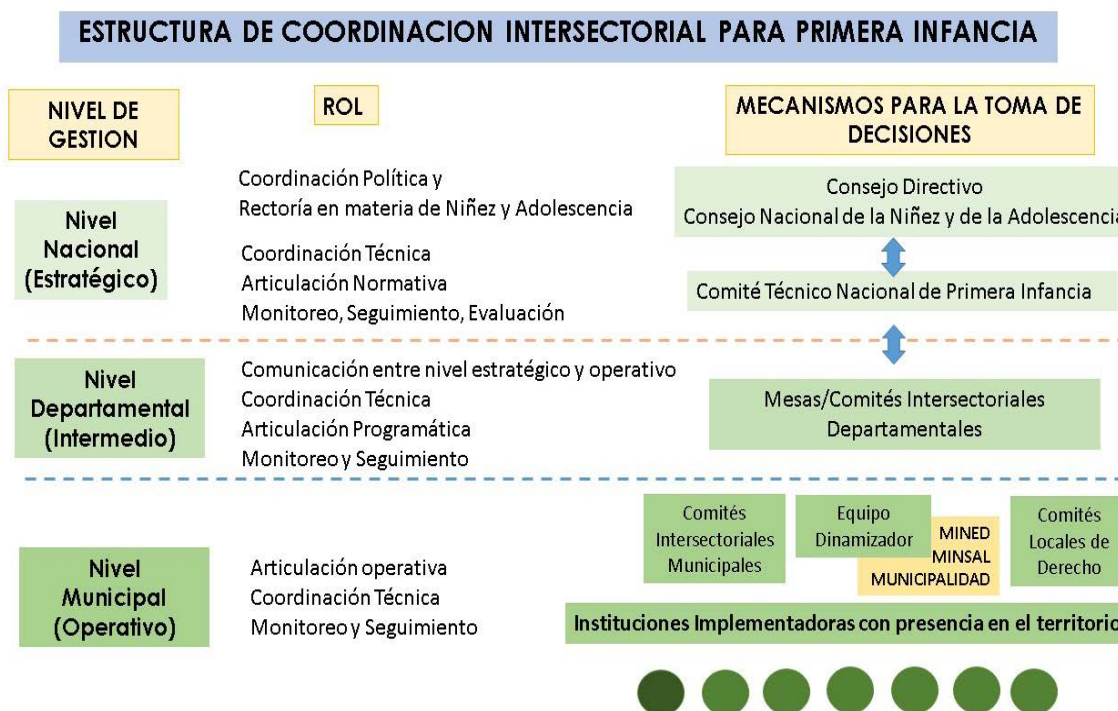 ESTRUCTURA DE COORDINACION INTERSECTORIAL PARA PRIMERA INFANCIA
NIVEL DE
GESTION
ROL
MECANISMOS PARA LA TOMA DE
DECISIONES
Nivel
Nacional
(Estratégico)
Coordinación Política y
Rectoría en materia de Niñez y Adolescencia
Coordinación Técnica
Articulación Normativa
Monitoreo, Seguimiento, Evaluación
Consejo Directivo
Consejo Nacional de la Niñez y de la Adolescencia
Comité Técnico Nacional de Primera Infancia
Nivel
Departamental
(Intermedio)
Comunicación entre nivel estratégico y operativo
Coordinación Técnica
Articulación Programática
Monitoreo y Seguimiento
Mesas/Comités Intersectoriales
Departamentales
Nivel
Municipal
(Operativo)
Articulación operativa
Coordinación Técnica
Monitoreo y Seguimiento
Comités
Intersectoriales
Municipales
Equipo
Dinamizador
MINED
MINSAL
MUNICIPALIDAD
Comités
Locales de
Derecho
Instituciones Implementadoras con presencia en el territorio